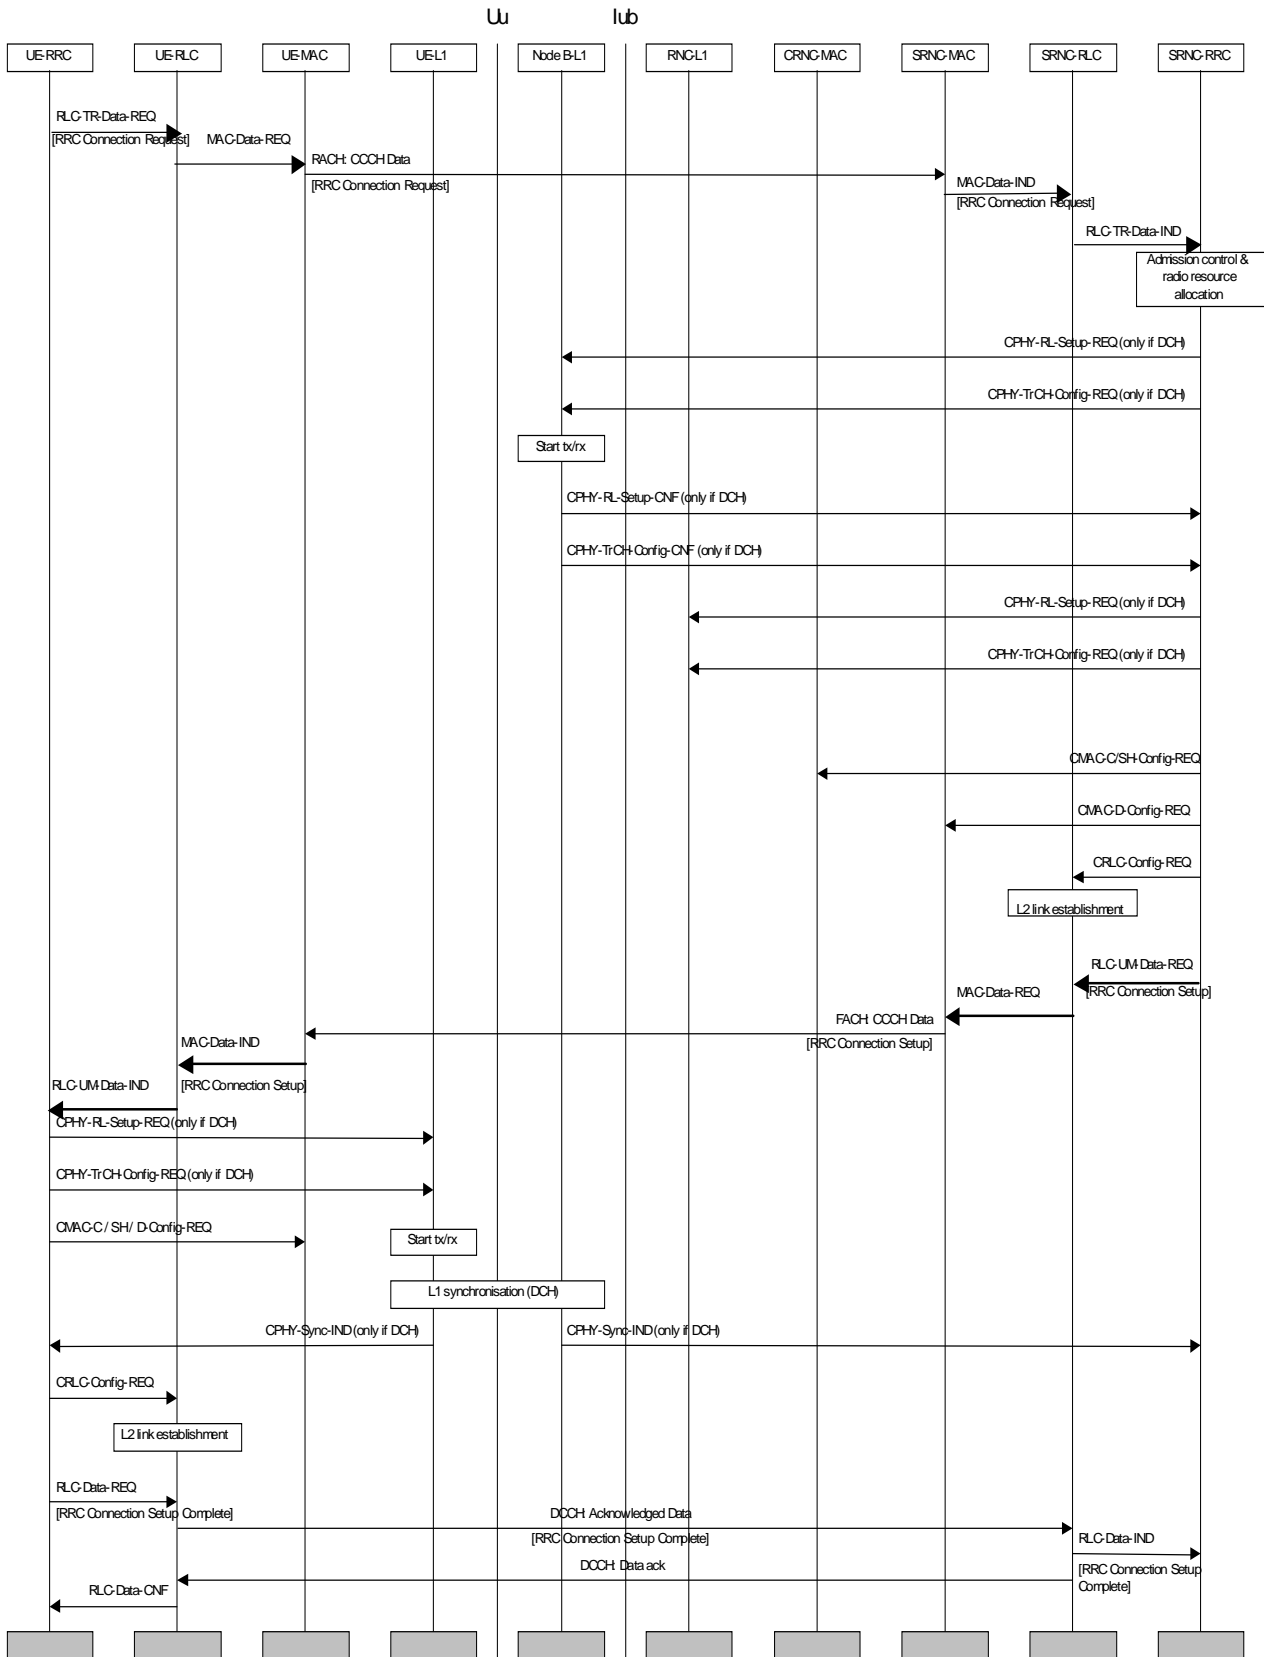 Uu
Iub
UE-RRC
UE-RLC
UE-MAC
UE-L1
Node B-L1
RNC-L1
CRNC-MAC
SRNC-MAC
SRNC-RLC
SRNC-RRC
RLC-TR-Data-REQ
[RRC Connection Request]
MAC-Data-REQ
RACH: CCCH Data
[RRC Connection Request]
MAC-Data-IND
[RRC Connection Request]
RLC-TR-Data-IND
Admission control &
radio resource
allocation
CPHY-RL-Setup-REQ (only if DCH)
CPHY-TrCH-Config-REQ (only if DCH)
Start tx/rx
CPHY-RL-Setup-CNF (only if DCH)
CPHY-TrCH-Config-CNF (only if DCH)
CPHY-RL-Setup-REQ (only if DCH)
CPHY-TrCH-Config-REQ (only if DCH)
CMAC-C/SH-Config-REQ
CMAC-D-Config-REQ
CRLC-Config-REQ
L2 link establishment
RLC-UM-Data-REQ
[RRC Connection Setup]
MAC-Data-REQ
FACH: CCCH Data
[RRC Connection Setup]
MAC-Data-IND
[RRC Connection Setup]
RLC-UM-Data-IND
CPHY-RL-Setup-REQ (only if DCH)
CPHY-TrCH-Config-REQ (only if DCH)
CMAC-C / SH / D-Config-REQ
Start tx/rx
L1 synchronisation (DCH)
CPHY-Sync-IND (only if DCH)
CPHY-Sync-IND (only if DCH)
CRLC-Config-REQ
L2 link establishment
RLC-Data-REQ
[RRC Connection Setup Complete]
DCCH: Acknowledged Data
[RRC Connection Setup Complete]
RLC-Data-IND
[RRC Connection Setup
Complete]
DCCH: Data ack
RLC-Data-CNF